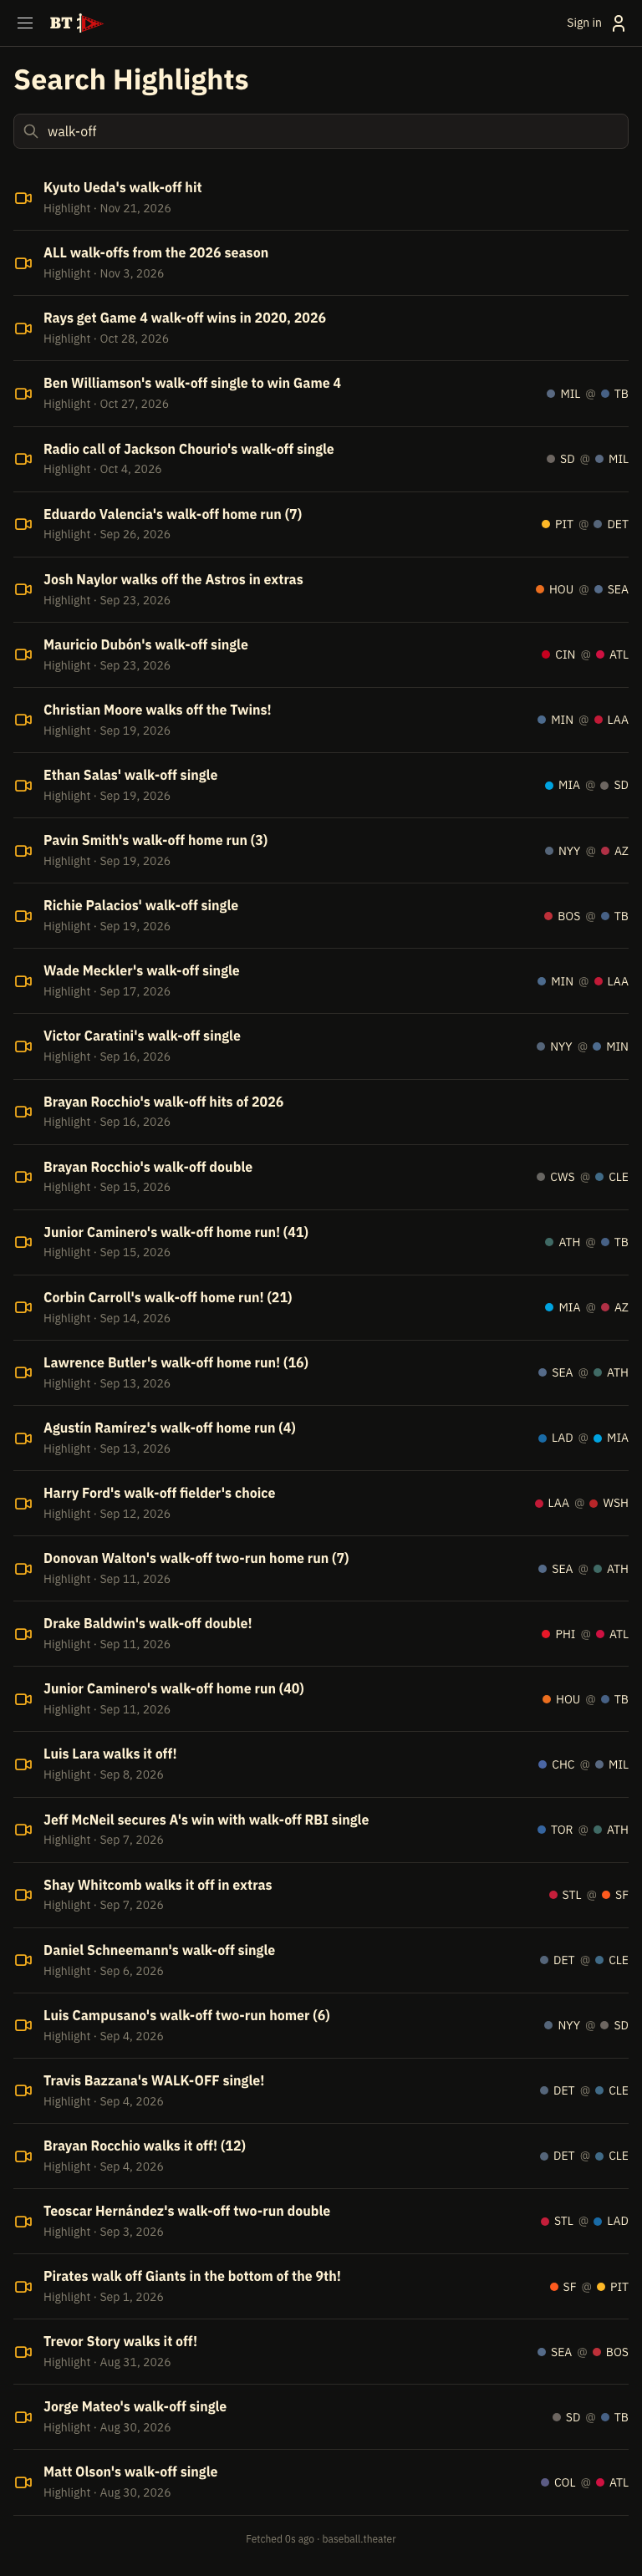 BT
Sign in
Search Highlights
walk-off
Kyuto Ueda's walk-off hit
Highlight · Nov 21, 2026
ALL walk-offs from the 2026 season
Highlight · Nov 3, 2026
Rays get Game 4 walk-off wins in 2020, 2026
Highlight · Oct 28, 2026
Ben Williamson's walk-off single to win Game 4
Highlight · Oct 27, 2026
MIL @ TB
Radio call of Jackson Chourio's walk-off single
Highlight · Oct 4, 2026
SD @ MIL
Eduardo Valencia's walk-off home run (7)
Highlight · Sep 26, 2026
PIT @ DET
Josh Naylor walks off the Astros in extras
Highlight · Sep 23, 2026
HOU @ SEA
Mauricio Dubón's walk-off single
Highlight · Sep 23, 2026
CIN @ ATL
Christian Moore walks off the Twins!
Highlight · Sep 19, 2026
MIN @ LAA
Ethan Salas' walk-off single
Highlight · Sep 19, 2026
MIA @ SD
Pavin Smith's walk-off home run (3)
Highlight · Sep 19, 2026
NYY @ AZ
Richie Palacios' walk-off single
Highlight · Sep 19, 2026
BOS @ TB
Wade Meckler's walk-off single
Highlight · Sep 17, 2026
MIN @ LAA
Victor Caratini's walk-off single
Highlight · Sep 16, 2026
NYY @ MIN
Brayan Rocchio's walk-off hits of 2026
Highlight · Sep 16, 2026
Brayan Rocchio's walk-off double
Highlight · Sep 15, 2026
CWS @ CLE
Junior Caminero's walk-off home run! (41)
Highlight · Sep 15, 2026
ATH @ TB
Corbin Carroll's walk-off home run! (21)
Highlight · Sep 14, 2026
MIA @ AZ
Lawrence Butler's walk-off home run! (16)
Highlight · Sep 13, 2026
SEA @ ATH
Agustín Ramírez's walk-off home run (4)
Highlight · Sep 13, 2026
LAD @ MIA
Harry Ford's walk-off fielder's choice
Highlight · Sep 12, 2026
LAA @ WSH
Donovan Walton's walk-off two-run home run (7)
Highlight · Sep 11, 2026
SEA @ ATH
Drake Baldwin's walk-off double!
Highlight · Sep 11, 2026
PHI @ ATL
Junior Caminero's walk-off home run (40)
Highlight · Sep 11, 2026
HOU @ TB
Luis Lara walks it off!
Highlight · Sep 8, 2026
CHC @ MIL
Jeff McNeil secures A's win with walk-off RBI single
Highlight · Sep 7, 2026
TOR @ ATH
Shay Whitcomb walks it off in extras
Highlight · Sep 7, 2026
STL @ SF
Daniel Schneemann's walk-off single
Highlight · Sep 6, 2026
DET @ CLE
Luis Campusano's walk-off two-run homer (6)
Highlight · Sep 4, 2026
NYY @ SD
Travis Bazzana's WALK-OFF single!
Highlight · Sep 4, 2026
DET @ CLE
Brayan Rocchio walks it off! (12)
Highlight · Sep 4, 2026
DET @ CLE
Teoscar Hernández's walk-off two-run double
Highlight · Sep 3, 2026
STL @ LAD
Pirates walk off Giants in the bottom of the 9th!
Highlight · Sep 1, 2026
SF @ PIT
Trevor Story walks it off!
Highlight · Aug 31, 2026
SEA @ BOS
Jorge Mateo's walk-off single
Highlight · Aug 30, 2026
SD @ TB
Matt Olson's walk-off single
Highlight · Aug 30, 2026
COL @ ATL
Fetched 0s ago · baseball.theater